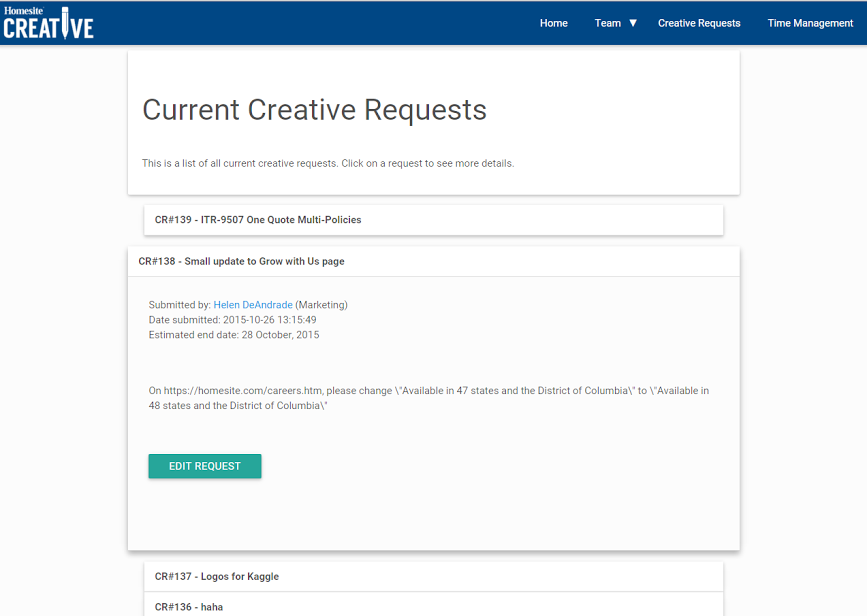 Homesite
CREATIVE
Home Team ▼ Creative Requests Time Management
Current Creative Requests
This is a list of all current creative requests. Click on a request to see more details.
CR#139 - ITR-9507 One Quote Multi-Policies
CR#138 - Small update to Grow with Us page
Submitted by: Helen DeAndrade (Marketing)
Date submitted: 2015-10-26 13:15:49
Estimated end date: 28 October, 2015
On https://homesite.com/careers.htm, please change \"Available in 47 states and the District of Columbia\" to \"Available in
48 states and the District of Columbia\"
EDIT REQUEST
CR#137 - Logos for Kaggle
CR#136 - haha